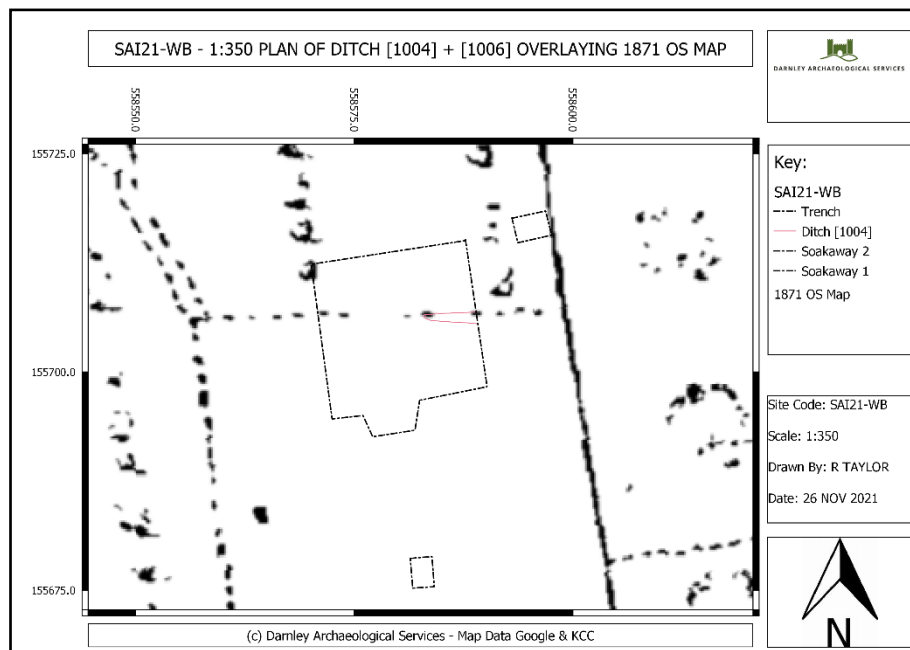 SAI21-WB - 1:350 PLAN OF DITCH [1004] + [1006] OVERLAYING 1871 OS MAP
DARNLEY ARCHAEOLOGICAL SERVICES
558550.0
558575.0
558600.0
155725.0
155700.0
155675.0
Key:
SAI21-WB
Trench
Ditch [1004]
Soakaway 2
Soakaway 1
1871 OS Map
Site Code: SAI21-WB
Scale: 1:350
Drawn By: R TAYLOR
Date: 26 NOV 2021
N
(c) Darnley Archaeological Services - Map Data Google & KCC